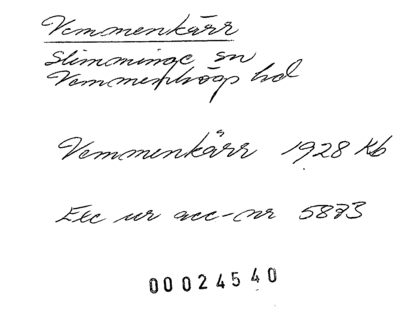 Vemmenkärr
Slimminge sn
Vemmenhögs hd
Vemmenkärr 1928 Kb
Exc ur acc-nr 5873
00024540